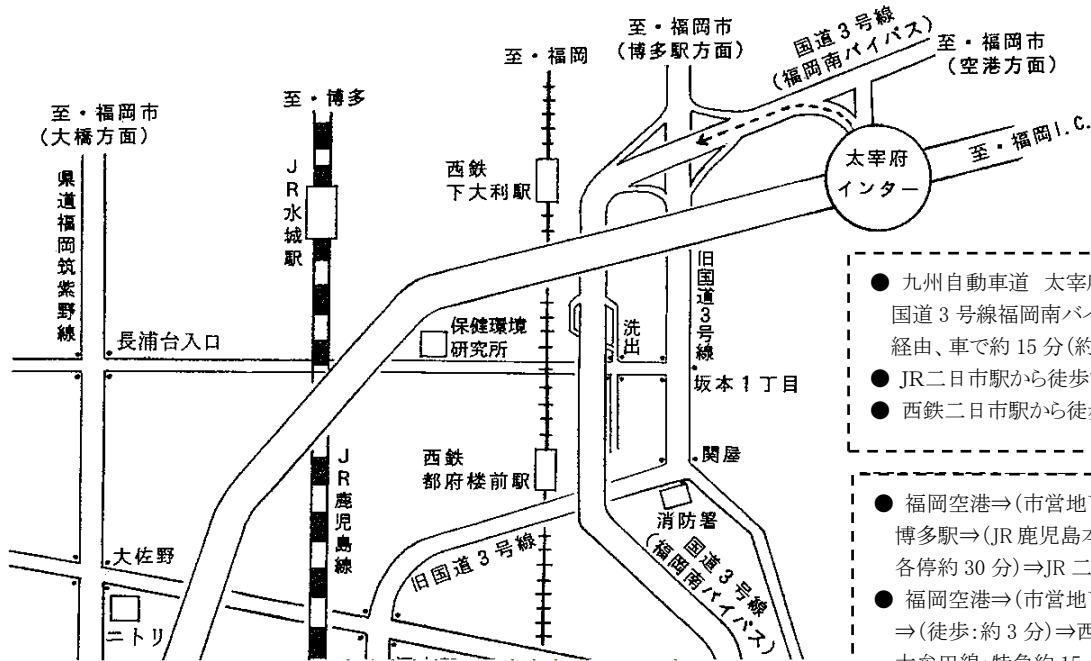 至・福岡市
(大橋方面)
至・博多
至・福岡
至・福岡市
(博多駅方面)
国道3号線
(福岡南バイパス)
至・福岡市
(空港方面)
至・福岡I.C.
太宰府
インター
県道福岡筑紫野線
JR水城駅
西鉄
下大利駅
旧国道3号線
長浦台入口
保健環境
研究所
洗出
坂本1丁目
● 九州自動車道 太宰府
国道3号線福岡南バイ
経由、車で約15分(約
● JR二日市駅から徒歩
● 西鉄二日市駅から徒
JR鹿児島線
西鉄
都府楼前駅
関屋
消防署
国道3号線
(福岡南バイパス)
旧国道3号線
大佐野
ニトリ
● 福岡空港⇒(市営地
博多駅⇒(JR鹿児島本
各停約30分)⇒JR二
● 福岡空港⇒(市営地
⇒(徒歩:約3分)⇒西